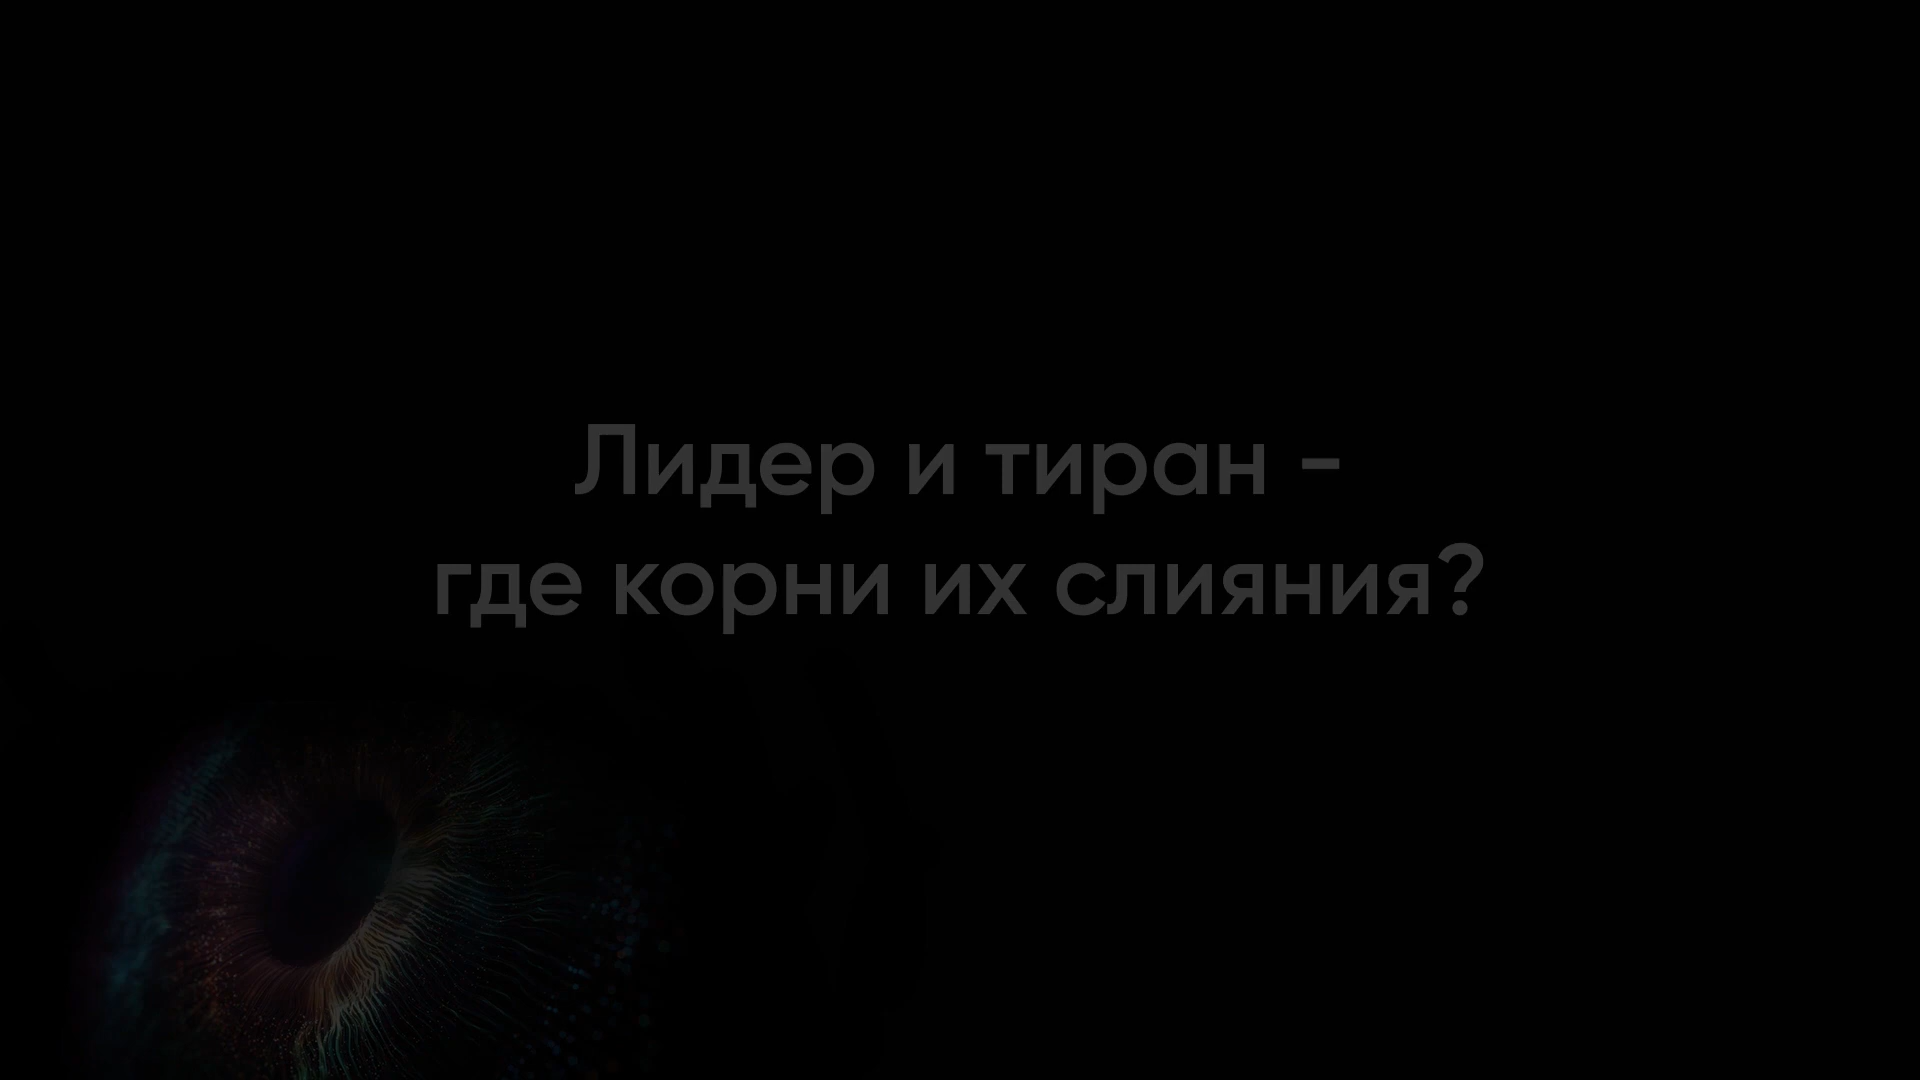 Лидер и тиран -
где корни их слияния?